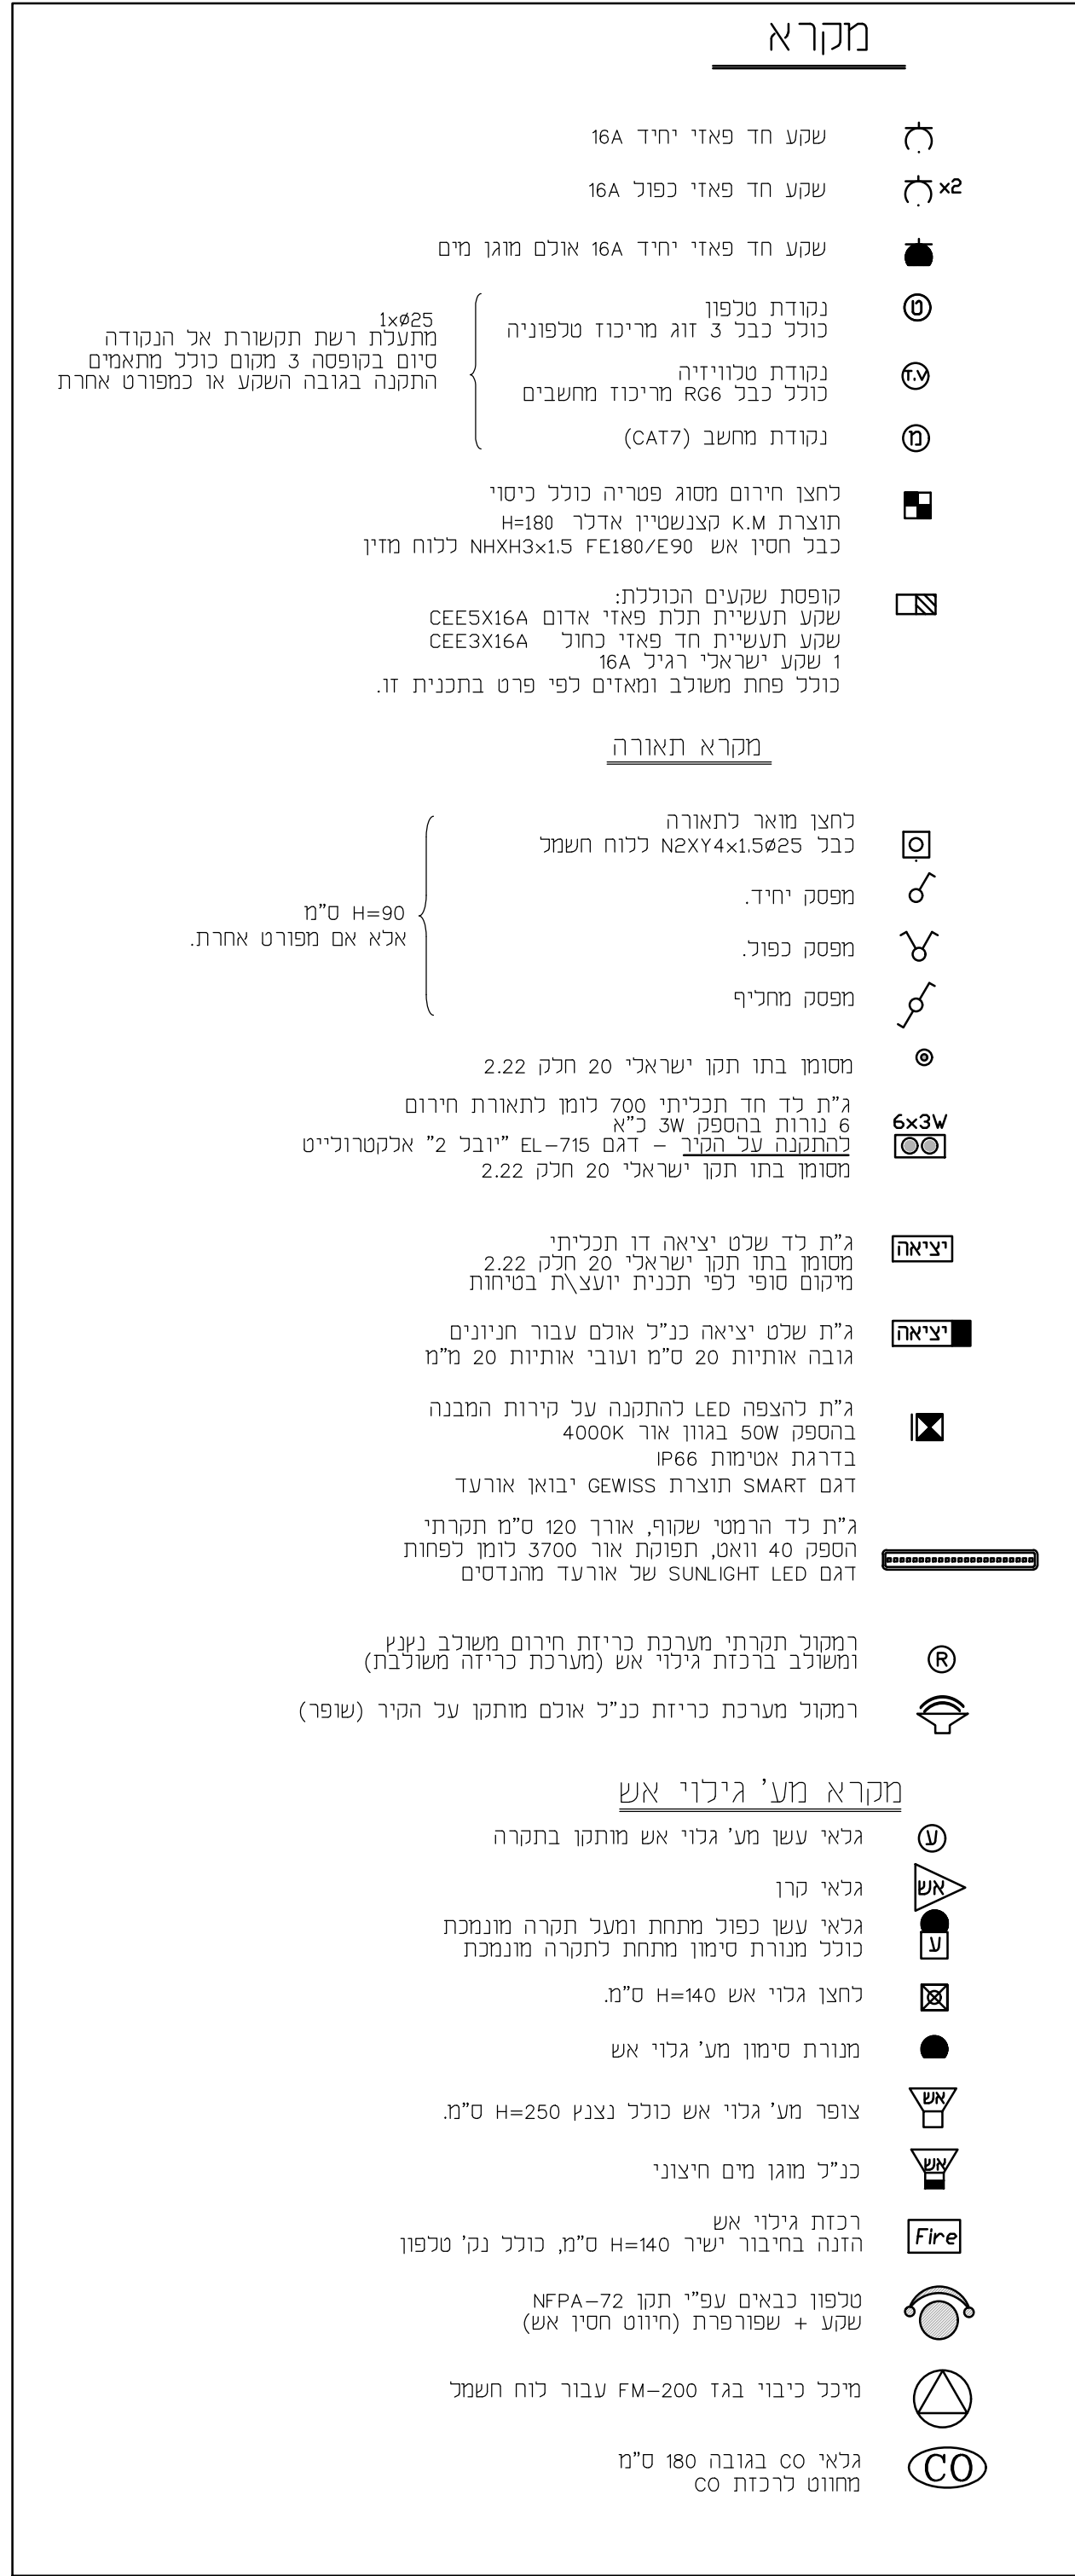 מקרא
שקע חד פאזי יחיד 16A
שקע חד פאזי כפול 16A
x2
שקע חד פאזי יחיד 16A אולם מוגן מים
נקודת טלפון
כולל כבל 3 זוג מריכוז טלפוניה
ט
נקודת טלוויזיה
כולל כבל RG6 מריכוז מחשבים
T.V
נקודת מחשב (CAT7)
מ
1xø25
מתעלת רשת תקשורת אל הנקודה
סיום בקופסה 3 מקום כולל מתאמים
התקנה בגובה השקע או כמפורט אחרת
לחצן חירום מסוג פטריה כולל כיסוי
תוצרת K.M קצנשטיין אדלר H=180
כבל חסין אש NHXH3x1.5 FE180/E90 ללוח מזין
קופסת שקעים הכוללת:
שקע תעשיית תלת פאזי אדום CEE5X16A
שקע תעשיית חד פאזי כחול CEE3X16A
1 שקע ישראלי רגיל 16A
כולל פחת משולב ומאזים לפי פרט בתכנית זו.
מקרא תאורה
לחצן מואר לתאורה
כבל N2XY4x1.5ø25 ללוח חשמל
מפסק יחיד.
מפסק כפול.
מפסק מחליף
H=90 ס"מ
אלא אם מפורט אחרת.
מסומן בתו תקן ישראלי 20 חלק 2.22
ג"ת לד חד תכליתי 700 לומן לתאורת חירום
6 נורות בהספק 3W כ"א
להתקנה על הקיר – דגם EL-715 "יובל 2" אלקטרולייט
מסומן בתו תקן ישראלי 20 חלק 2.22
6x3W
ג"ת לד שלט יציאה דו תכליתי
מסומן בתו תקן ישראלי 20 חלק 2.22
מיקום סופי לפי תכנית יועצ\ת בטיחות
יציאה
ג"ת שלט יציאה כנ"ל אולם עבור חניונים
גובה אותיות 20 ס"מ ועובי אותיות 20 מ"מ
יציאה
ג"ת להצפה LED להתקנה על קירות המבנה
בהספק 50W בגוון אור 4000K
בדרגת אטימות IP66
דגם SMART תוצרת GEWISS יבואן אורעד
ג"ת לד הרמטי שקוף, אורך 120 ס"מ תקרתי
הספק 40 וואט, תפוקת אור 3700 לומן לפחות
דגם SUNLIGHT LED של אורעד מהנדסים
רמקול תקרתי מערכת כריזת חירום משולב נצנץ
ומשולב ברכזת גילוי אש (מערכת כריזה משולבת)
R
רמקול מערכת כריזת כנ"ל אולם מותקן על הקיר (שופר)
מקרא מע' גילוי אש
גלאי עשן מע' גלוי אש מותקן בתקרה
ע
גלאי קרן
אש
גלאי עשן כפול מתחת ומעל תקרה מונמכת
כולל מנורת סימון מתחת לתקרה מונמכת
ע
לחצן גלוי אש H=140 ס"מ.
מנורת סימון מע' גלוי אש
צופר מע' גלוי אש כולל נצנץ H=250 ס"מ.
אש
כנ"ל מוגן מים חיצוני
אש
רכזת גילוי אש
הזנה בחיבור ישיר H=140 ס"מ, כולל נק' טלפון
Fire
טלפון כבאים עפ"י תקן NFPA-72
שקע + שפורפרת (חיווט חסין אש)
מיכל כיבוי בגז FM-200 עבור לוח חשמל
גלאי CO בגובה 180 ס"מ
מחווט לרכזת CO
CO